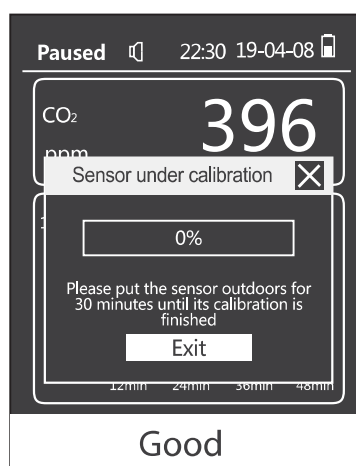 Paused 22:30 19-04-08
CO₂ 396
ppm
Sensor under calibration X
0%
Please put the sensor outdoors for
30 minutes until its calibration is
finished
Exit
12min 24min 36min 48min
Good